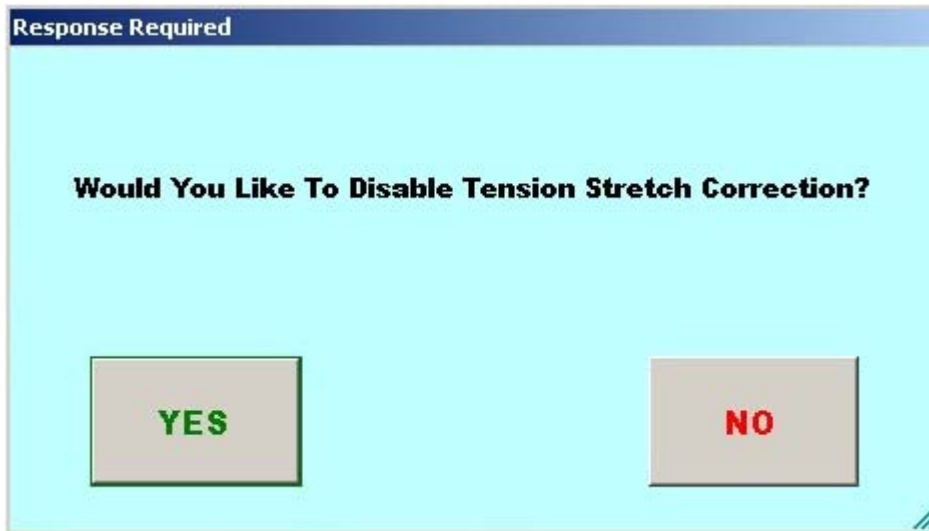 Response Required
Would You Like To Disable Tension Stretch Correction?
YES
NO